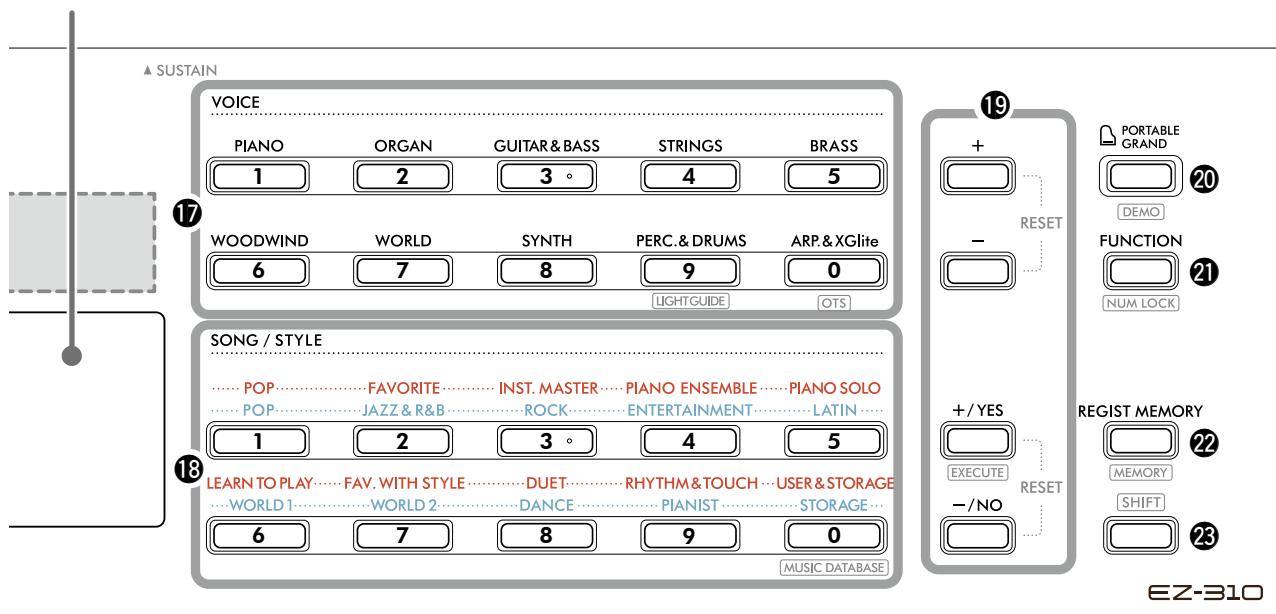 ▲ SUSTAIN
VOICE
PIANO ORGAN GUITAR & BASS STRINGS BRASS
1 2 3 4 5
WOODWIND WORLD SYNTH PERC. & DRUMS ARP. & XGlite
6 7 8 9 0
LIGHTGUIDE OTS
17
SONG / STYLE
POP FAVORITE INST. MASTER PIANO ENSEMBLE PIANO SOLO
POP JAZZ & R&B ROCK ENTERTAINMENT LATIN
1 2 3 4 5
18
LEARN TO PLAY FAV. WITH STYLE DUET RHYTHM & TOUCH USER & STORAGE
WORLD 1 WORLD 2 DANCE PIANIST STORAGE
6 7 8 9 0
MUSIC DATABASE
19
+
RESET
−
+/YES
EXECUTE
RESET
−/NO
PORTABLE
GRAND
20
DEMO
FUNCTION
21
NUM LOCK
REGIST MEMORY
22
MEMORY
SHIFT
23
EZ-310